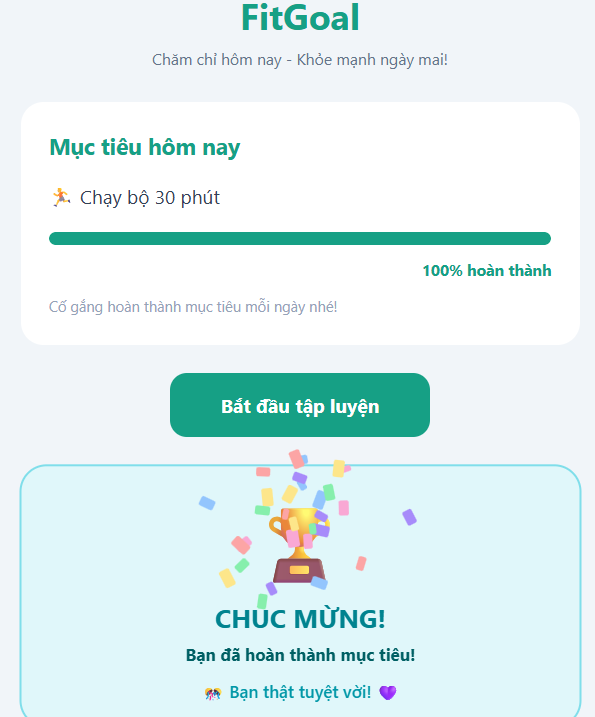 FitGoal
Chăm chỉ hôm nay - Khỏe mạnh ngày mai!
Mục tiêu hôm nay
🏃 Chạy bộ 30 phút
100% hoàn thành
Cố gắng hoàn thành mục tiêu mỗi ngày nhé!
Bắt đầu tập luyện
CHÚC MỪNG!
Bạn đã hoàn thành mục tiêu!
🎊 Bạn thật tuyệt vời! 💜